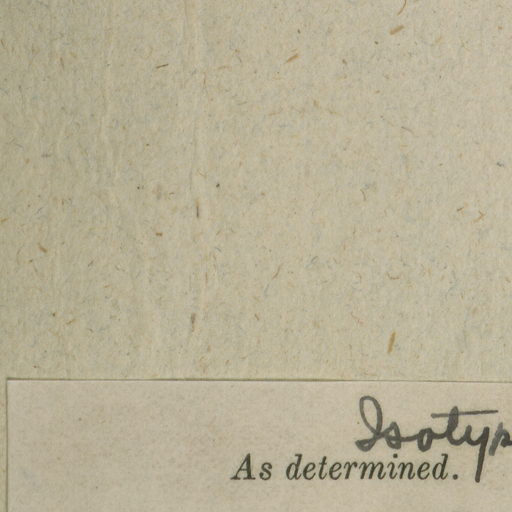 Isotyp
As determined.